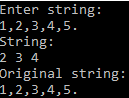 Enter string:
1,2,3,4,5.
String:
2 3 4
Original string:
1,2,3,4,5.